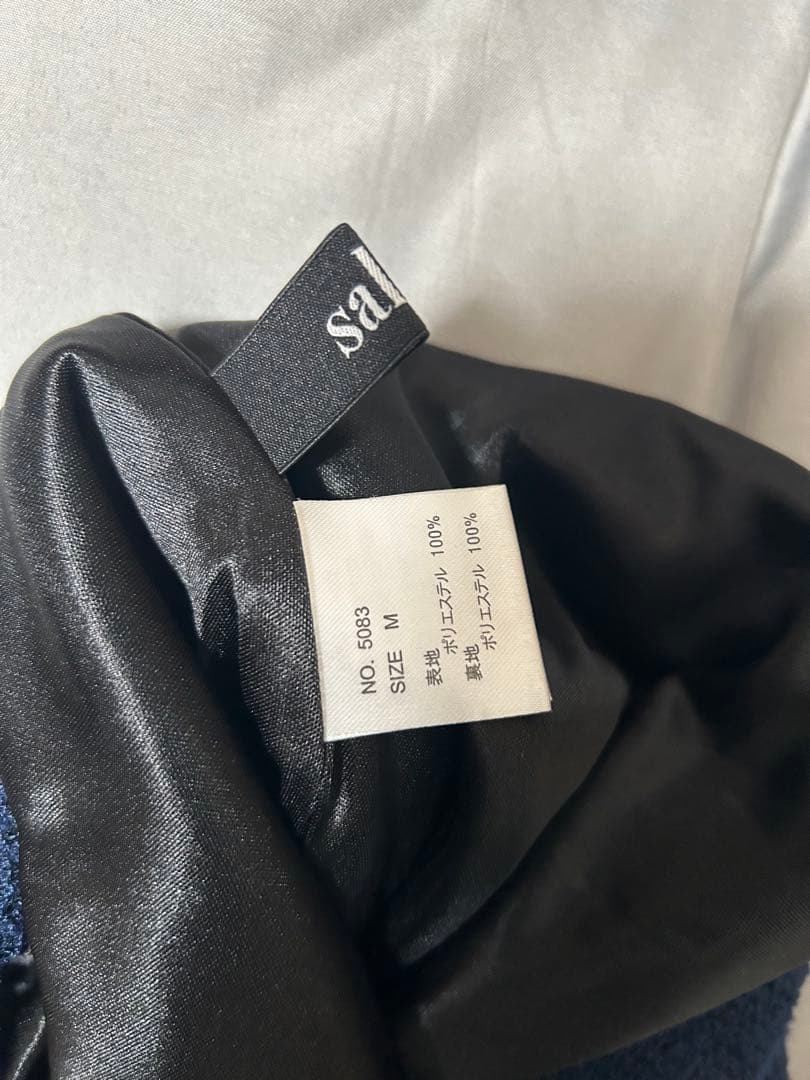 sal
NO. 5083
SIZE M
表地
ポリエステル 100%
裏地
ポリエステル 100%